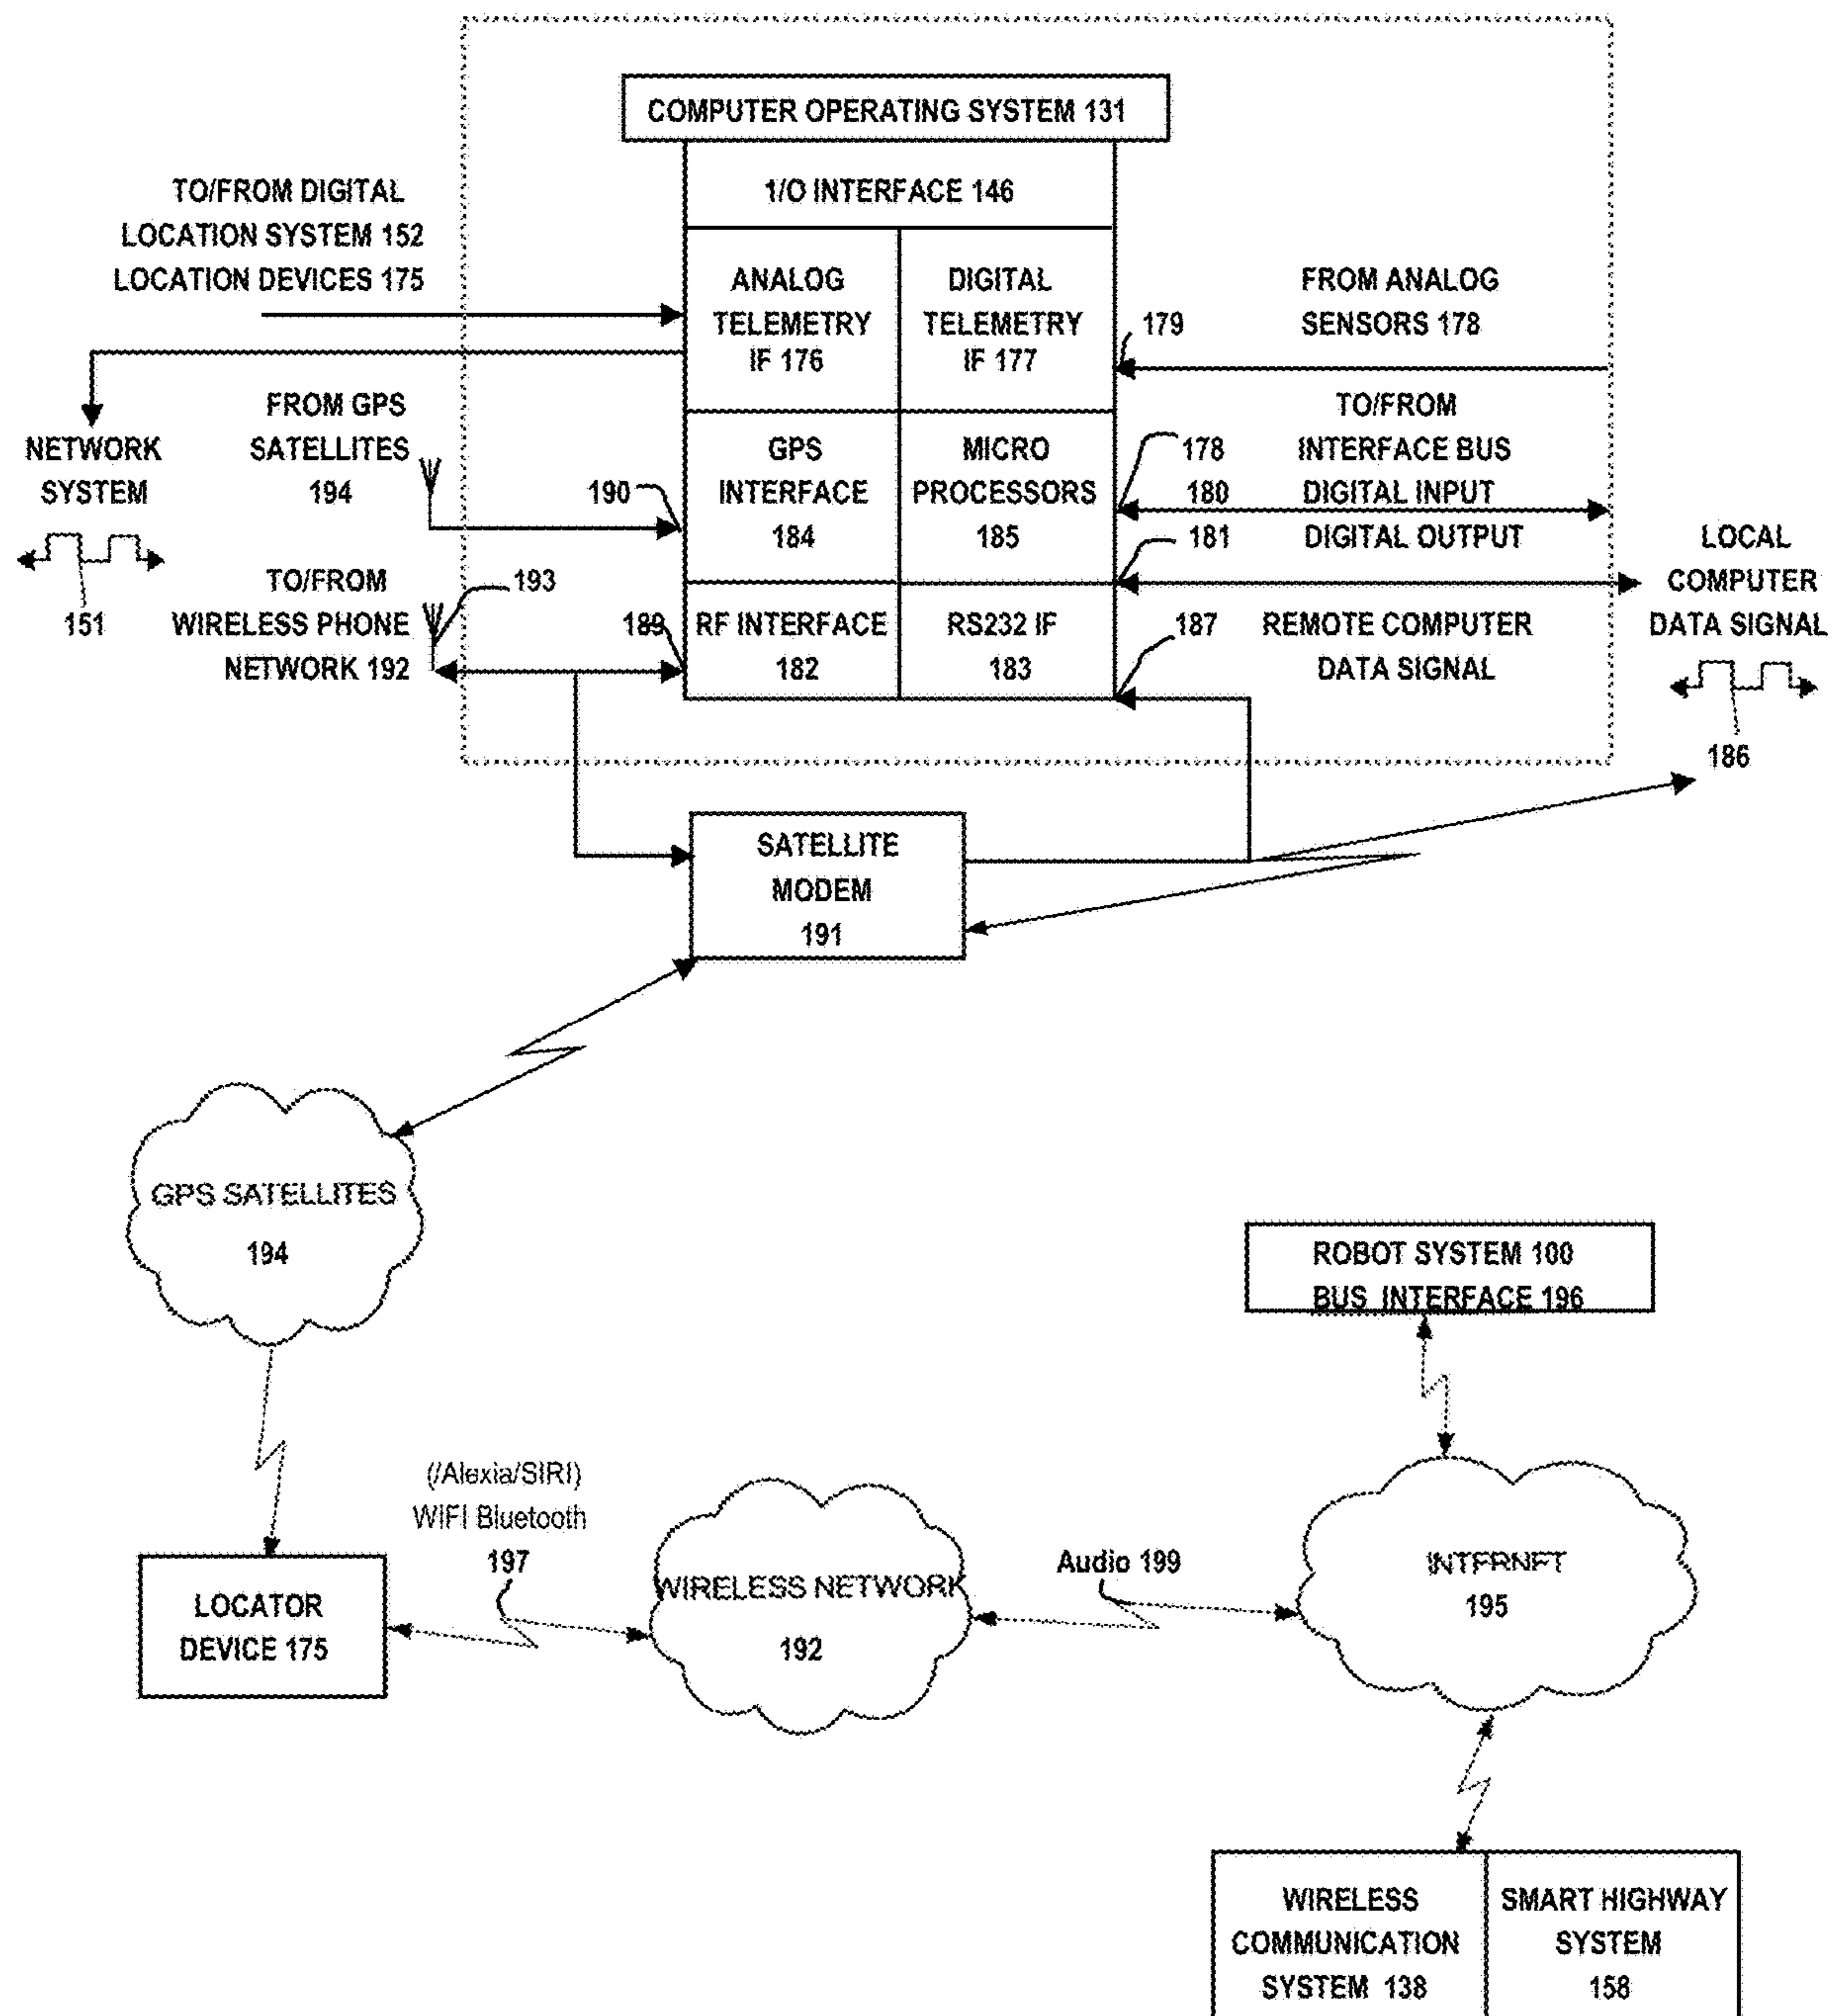 COMPUTER OPERATING SYSTEM 131
1/O INTERFACE 146
TO/FROM DIGITAL
LOCATION SYSTEM 152
LOCATION DEVICES 175
ANALOG
TELEMETRY
IF 176
DIGITAL
TELEMETRY
IF 177
179
FROM ANALOG
SENSORS 178
NETWORK
SYSTEM
151
FROM GPS
SATELLITES
194
190
GPS
INTERFACE
184
MICRO
PROCESSORS
185
178
180
181
TO/FROM
INTERFACE BUS
DIGITAL INPUT
DIGITAL OUTPUT
LOCAL
COMPUTER
DATA SIGNAL
186
TO/FROM
WIRELESS PHONE
NETWORK 192
193
189
RF INTERFACE
182
RS232 IF
183
187
REMOTE COMPUTER
DATA SIGNAL
SATELLITE
MODEM
191
GPS SATELLITES
194
ROBOT SYSTEM 100
BUS INTERFACE 196
(/Alexia/SIRI)
WIFI Bluetooth
197
LOCATOR
DEVICE 175
WIRELESS NETWORK
192
Audio 199
INTERNET
195
WIRELESS
COMMUNICATION
SYSTEM 138
SMART HIGHWAY
SYSTEM
158